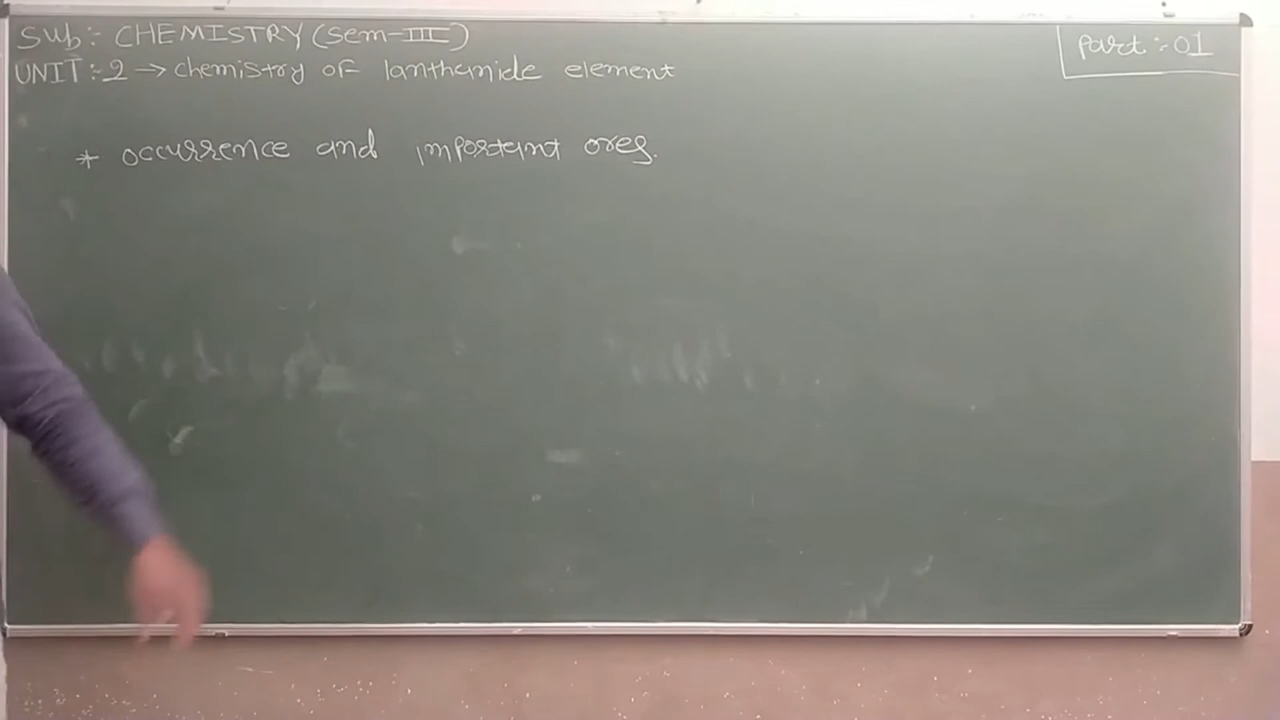 Sub:- CHEMISTRY (Sem-III)
Part:-01
UNIT:-2 → chemistry of lanthanide element
* occurrence and important ores.